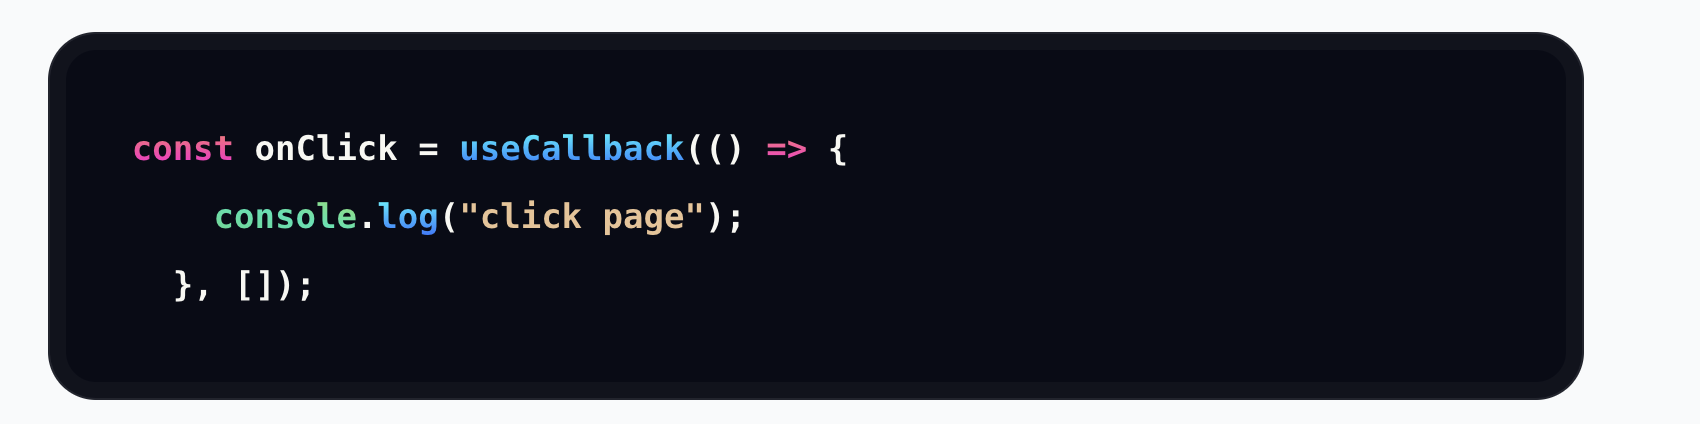 const onClick = useCallback(() => {
    console.log("click page");
  }, []);